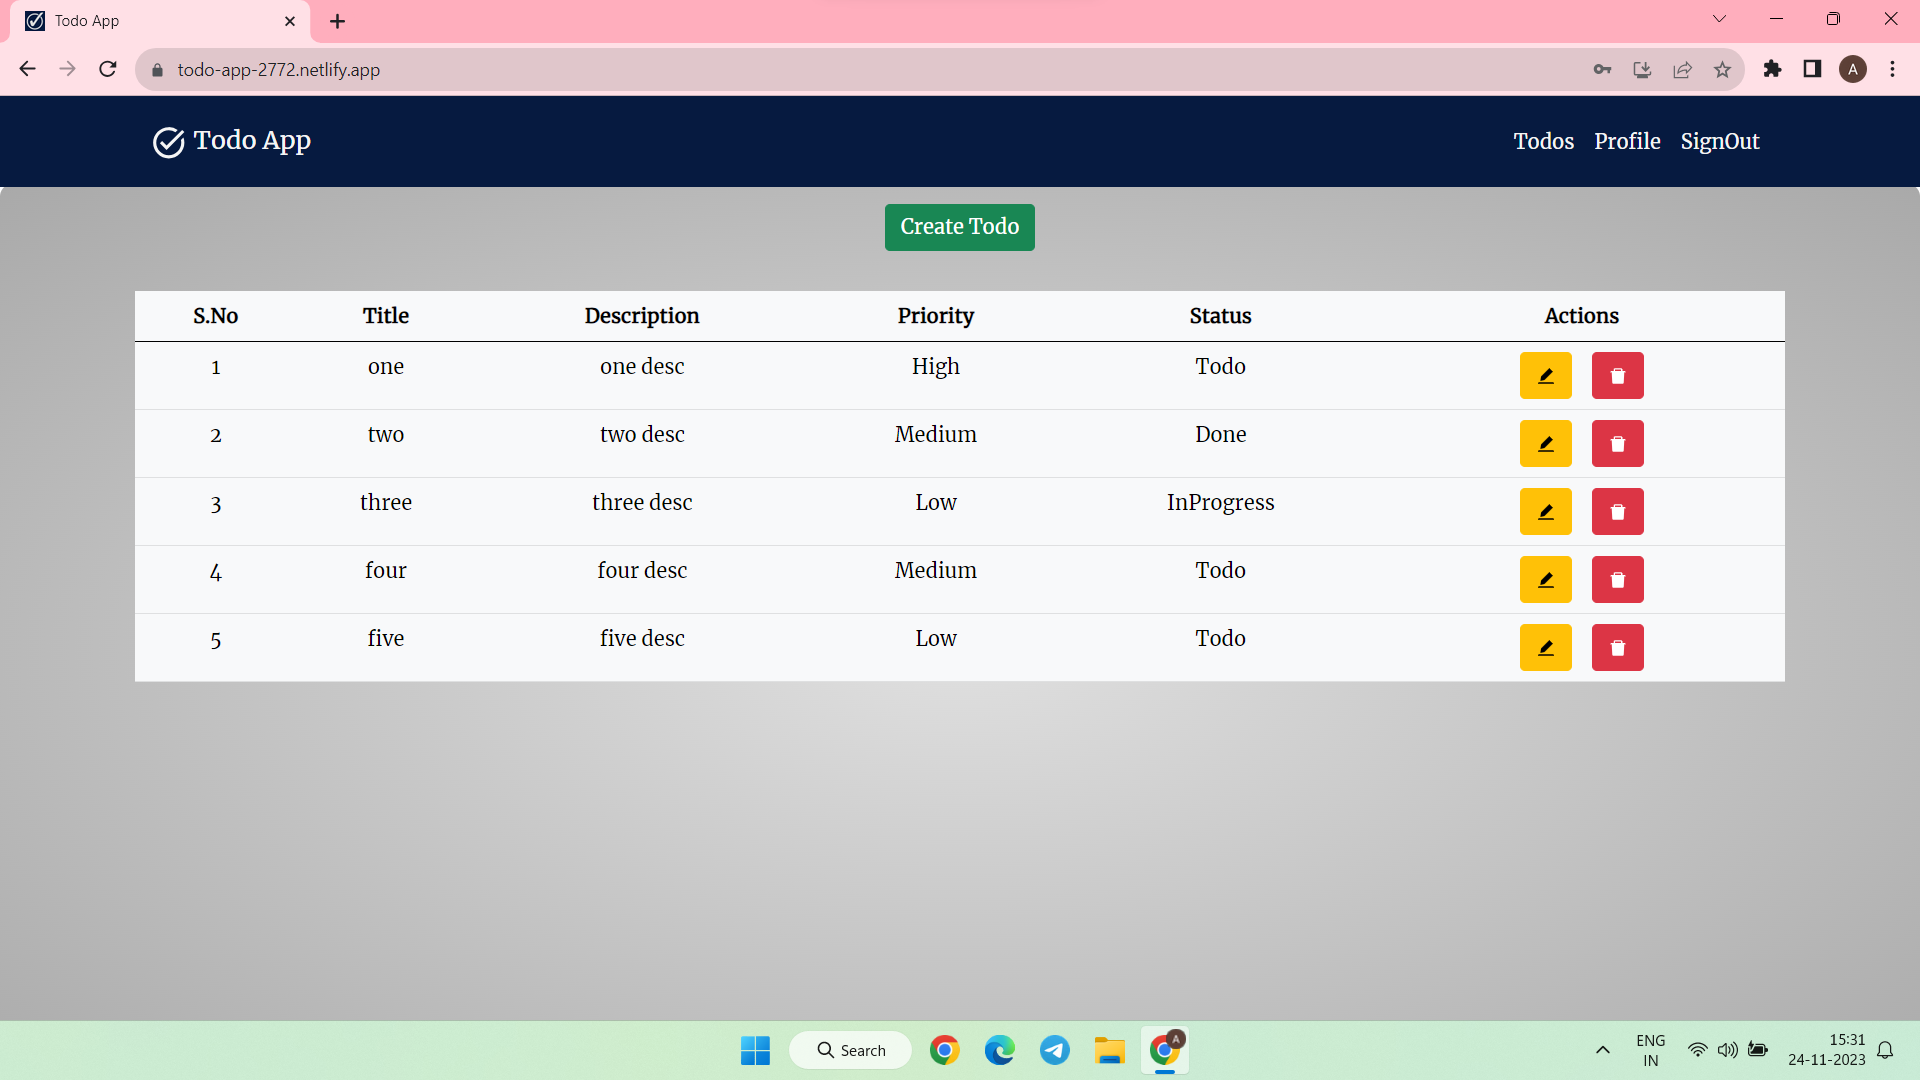 Todo App
todo-app-2772.netlify.app
A
Todo App
Todos Profile SignOut
Create Todo
S.No Title Description Priority Status Actions
1 one one desc High Todo
2 two two desc Medium Done
3 three three desc Low InProgress
4 four four desc Medium Todo
5 five five desc Low Todo
Search
A
ENG
IN
15:31
24-11-2023